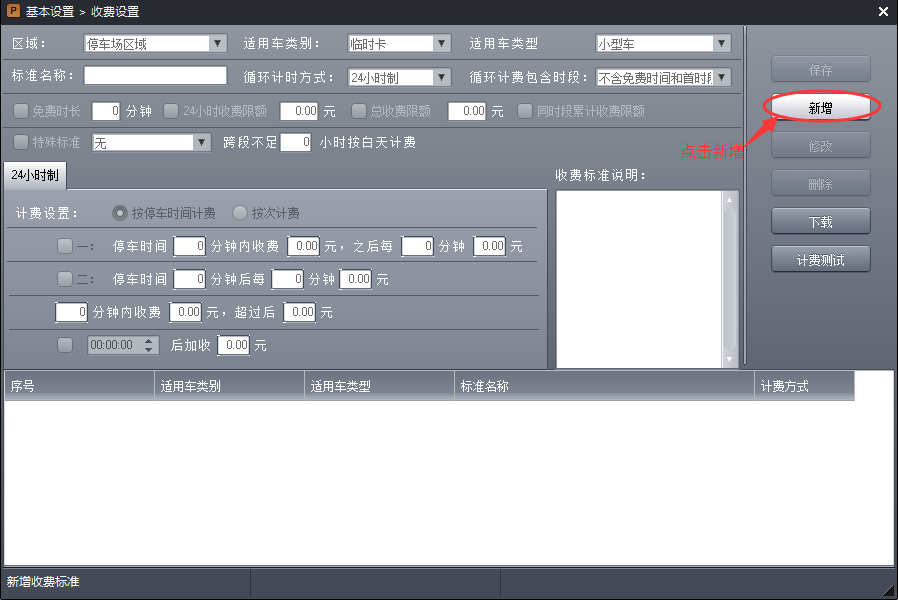 P 基本设置 > 收费设置
区域: 停车场区域 适用车类别: 临时卡 适用车类型 小型车
标准名称: 循环计时方式: 24小时制 循环计费包含时段: 不含免费时间和首时段
免费时长 0 分钟 24小时收费限额 0.00 元 总收费限额 0.00 元 同时段累计收费限额
特殊标准 无 跨段不足 0 小时按白天计费
保存
新增
点击新增
修改
删除
下载
计费测试
24小时制
收费标准说明:
计费设置: 按停车时间计费 按次计费
一: 停车时间 0 分钟内收费 0.00 元, 之后每 0 分钟 0.00 元
二: 停车时间 0 分钟后每 0 分钟 0.00 元
0 分钟内收费 0.00 元, 超过后 0.00 元
00:00:00 后加收 0.00 元
序号 适用车类别 适用车类型 标准名称 计费方式
新增收费标准